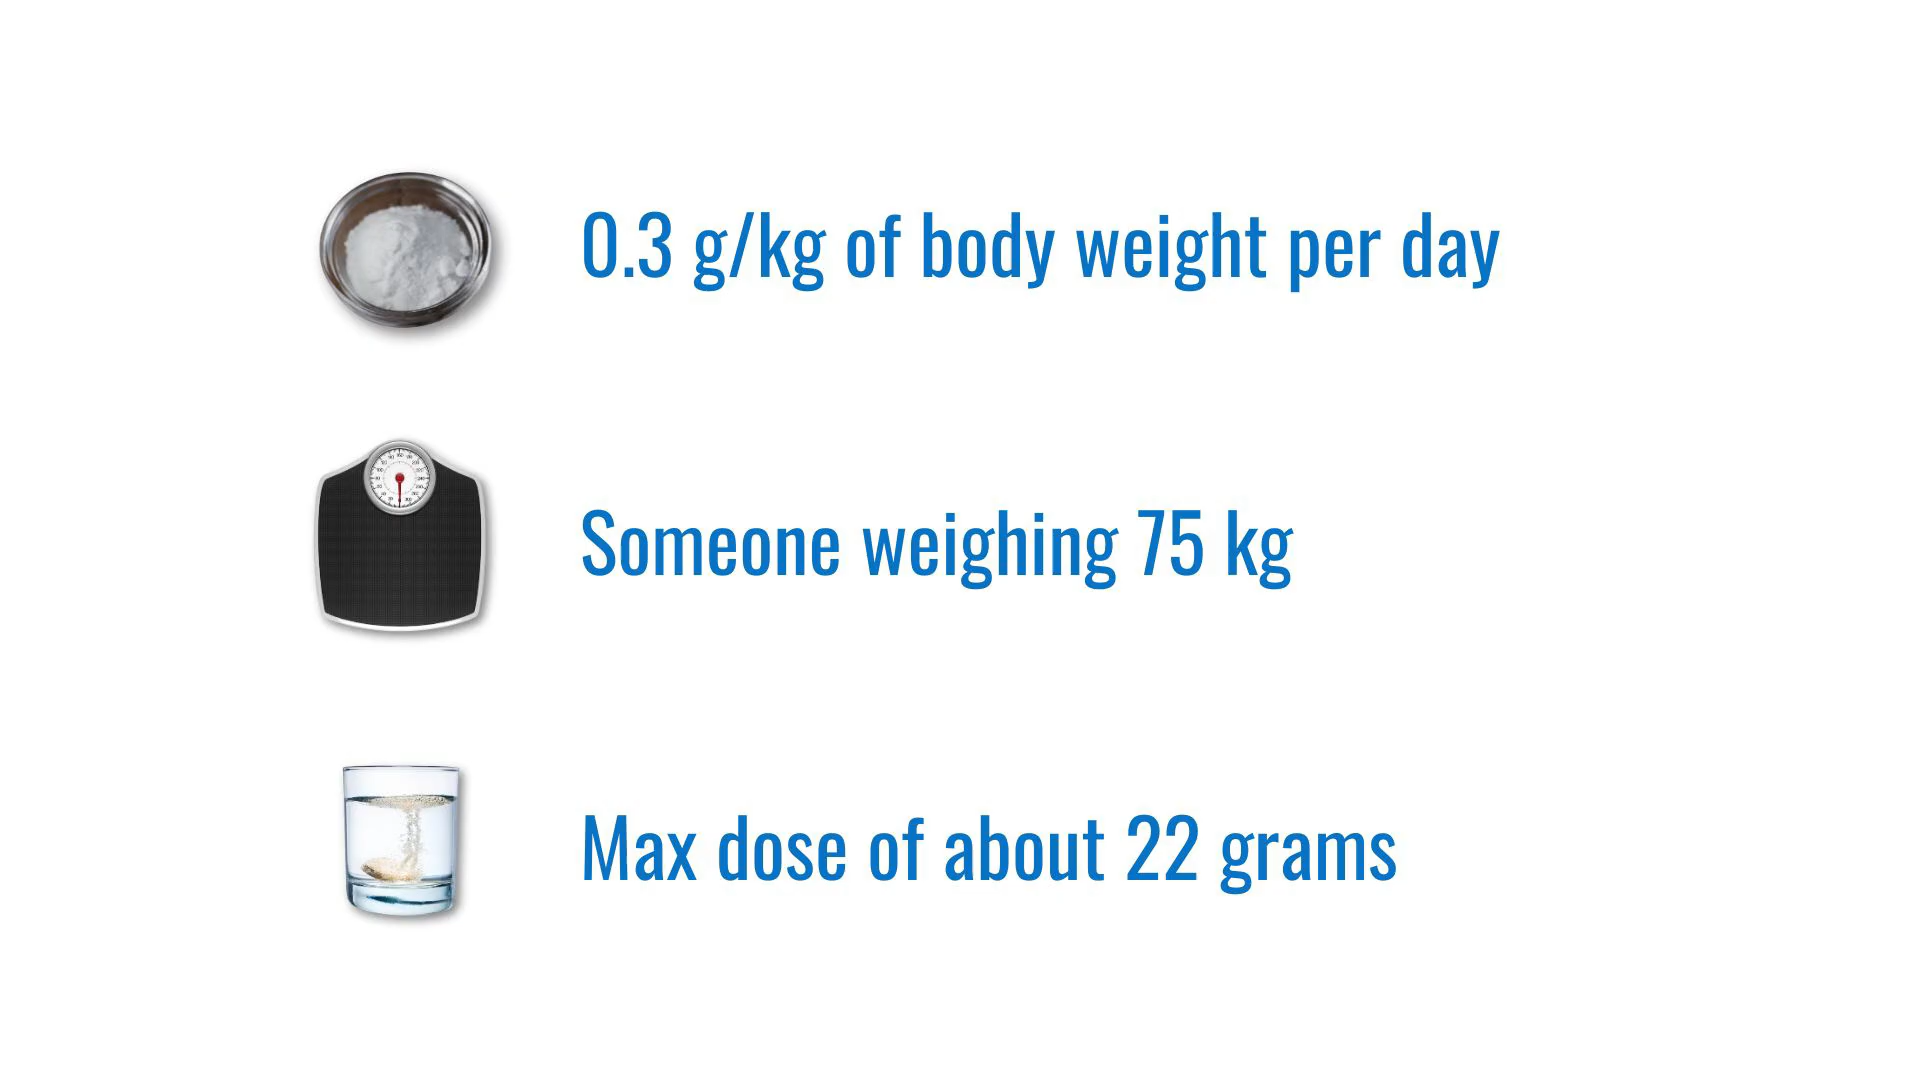 0.3 g/kg of body weight per day
Someone weighing 75 kg
Max dose of about 22 grams